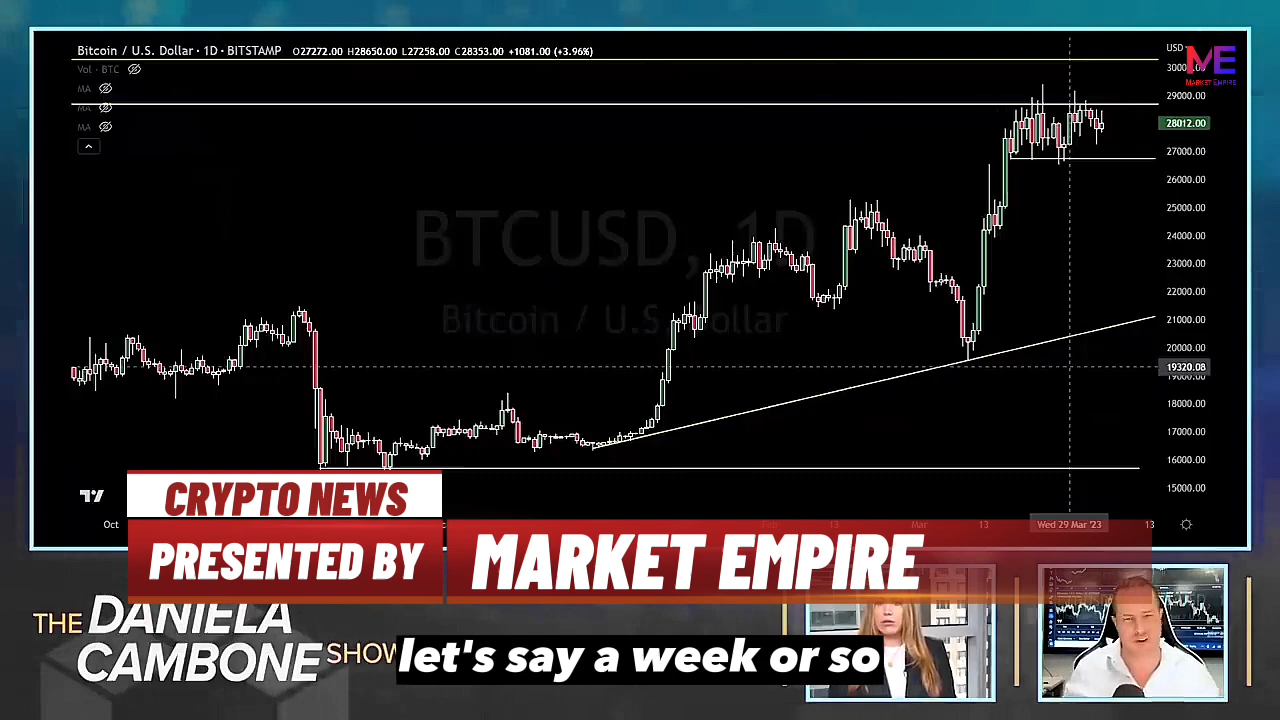 Bitcoin / U.S. Dollar · 1D · BITSTAMP O27272.00 H28650.00 L27258.00 C28353.00 +1081.00 (+3.96%)
USD
ME
MARKET EMPIRE
Vol · BTC
MA
MA
MA
29000.00
28012.00
27000.00
26000.00
25000.00
24000.00
23000.00
22000.00
21000.00
20000.00
19320.08
19000.00
18000.00
17000.00
16000.00
15000.00
BTCUSD, 1D
Bitcoin / U.S. Dollar
Oct
Feb
13
Mar
13
Wed 29 Mar '23
13
CRYPTO NEWS
PRESENTED BY MARKET EMPIRE
THE DANIELA
CAMBONE SHOW
let's say a week or so